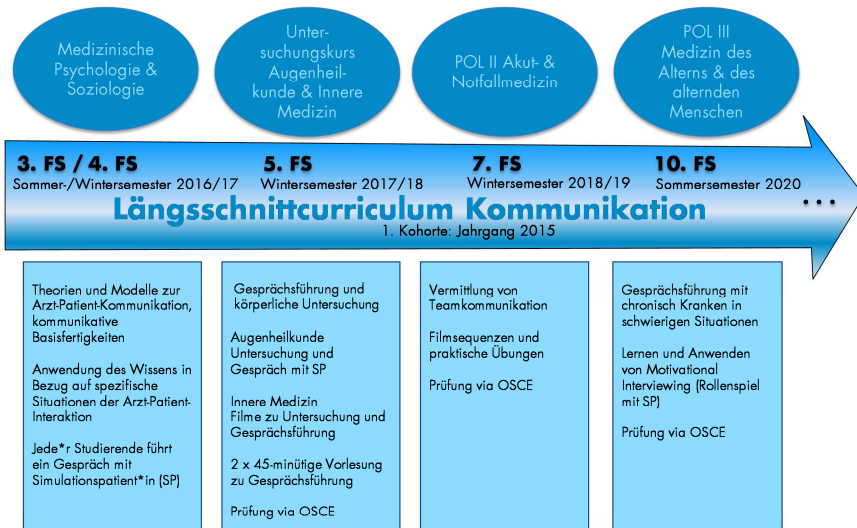 Medizinische
Psychologie &
Soziologie
Unter-
suchungskurs
Augenheil-
kunde & Innere
Medizin
POL II Akut- &
Notfallmedizin
POL III
Medizin des
Alterns & des
alternden
Menschen
3. FS / 4. FS
Sommer-/Wintersemester 2016/17
5. FS
Wintersemester 2017/18
7. FS
Wintersemester 2018/19
10. FS
Sommersemester 2020
...
Längsschnittcurriculum Kommunikation
1. Kohorte: Jahrgang 2015
Theorien und Modelle zur
Arzt-Patient-Kommunikation,
kommunikative
Basisfertigkeiten
Anwendung des Wissens in
Bezug auf spezifische
Situationen der Arzt-Patient-
Interaktion
Jede*r Studierende führt
ein Gespräch mit
Simulationspatient*in (SP)
Gesprächsführung und
körperliche Untersuchung
Augenheilkunde
Untersuchung und
Gespräch mit SP
Innere Medizin
Filme zu Untersuchung und
Gesprächsführung
2 x 45-minütige Vorlesung
zu Gesprächsführung
Prüfung via OSCE
Vermittlung von
Teamkommunikation
Filmsequenzen und
praktische Übungen
Prüfung via OSCE
Gesprächsführung mit
chronisch Kranken in
schwierigen Situationen
Lernen und Anwenden
von Motivational
Interviewing (Rollenspiel
mit SP)
Prüfung via OSCE